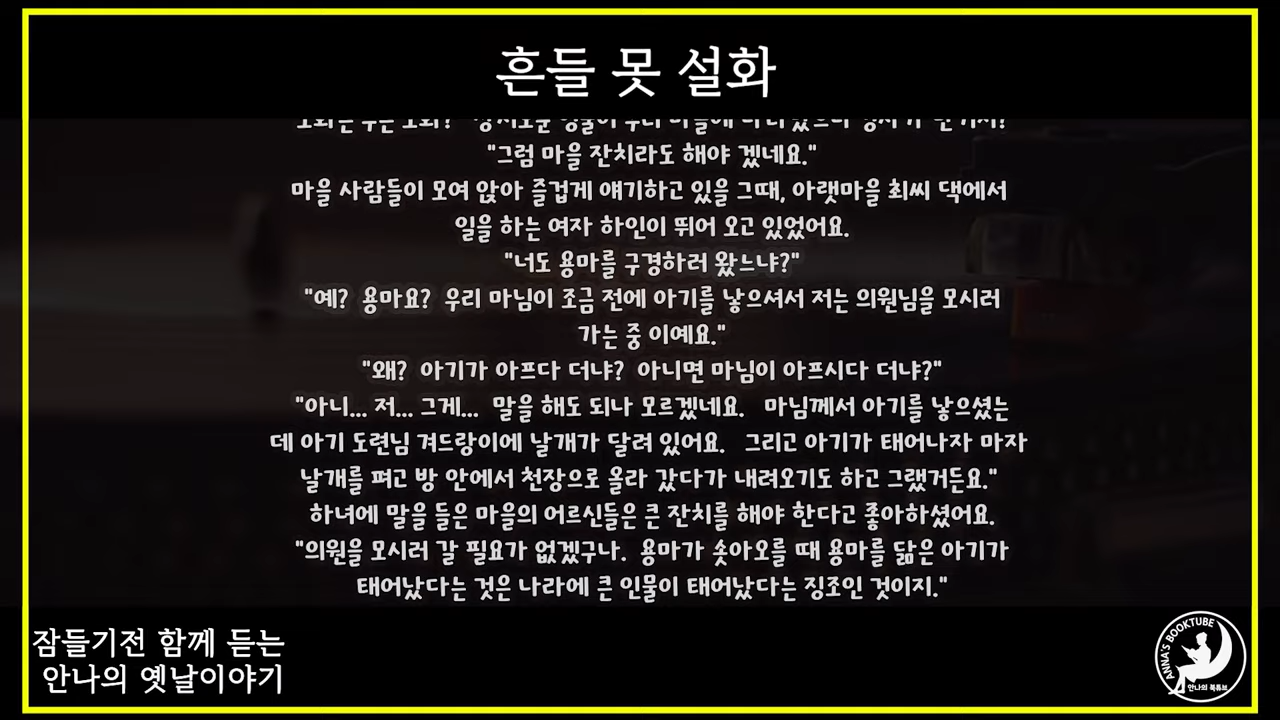 흔들 못 설화
"그럼 마을 잔치라도 해야 겠네요."
마을 사람들이 모여 앉아 즐겁게 얘기하고 있을 그때, 아랫마을 최씨 댁에서
일을 하는 여자 하인이 뛰어 오고 있었어요.
"너도 용마를 구경하러 왔느냐?"
"예? 용마요? 우리 마님이 조금 전에 아기를 낳으셔서 저는 의원님을 모시러
가는 중 이예요."
"왜? 아기가 아프다 더냐? 아니면 마님이 아프시다 더냐?"
"아니... 저... 그게... 말을 해도 되나 모르겠네요. 마님께서 아기를 낳으셨는
데 아기 도련님 겨드랑이에 날개가 달려 있어요. 그리고 아기가 태어나자 마자
날개를 펴고 방 안에서 천장으로 올라 갔다가 내려오기도 하고 그랬거든요."
하녀에 말을 들은 마을의 어르신들은 큰 잔치를 해야 한다고 좋아하셨어요.
"의원을 모시러 갈 필요가 없겠구나. 용마가 솟아오를 때 용마를 닮은 아기가
태어났다는 것은 나라에 큰 인물이 태어났다는 징조인 것이지."
잠들기전 함께 듣는
안나의 옛날이야기
ANNA'S BOOKTUBE
안나의 북튜브